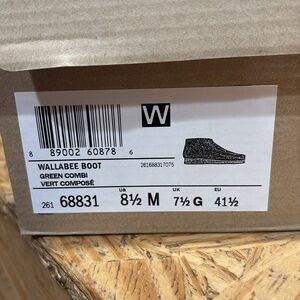 W
8 89002 60878 6
WALLABEE BOOT 261688317075
GREEN COMBI
VERT COMPOSÉ
US UK EU
261 68831 8½ M 7½ G 41½